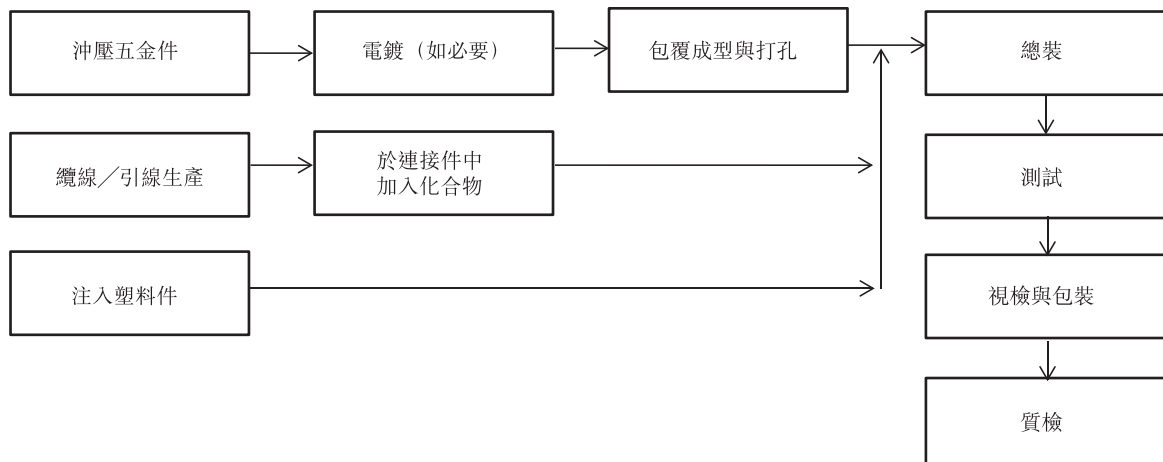 沖壓五金件
電鍍（如必要）
包覆成型與打孔
總裝
纜線／引線生產
於連接件中
加入化合物
測試
注入塑料件
視檢與包裝
質檢